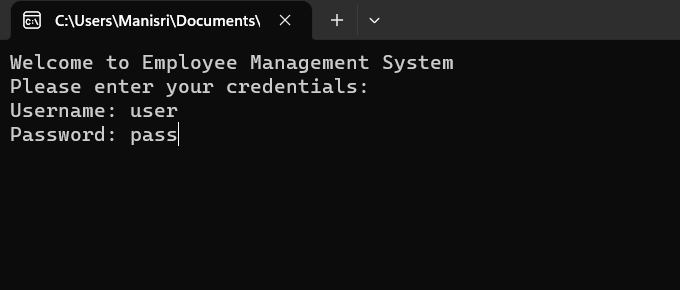 C:\Users\Manisri\Documents\
Welcome to Employee Management System
Please enter your credentials:
Username: user
Password: pass